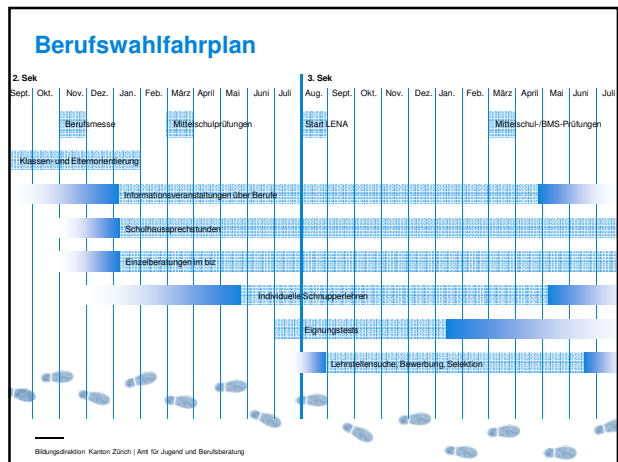 Berufswahlfahrplan
2. Sek 3. Sek
Sept. Okt. Nov. Dez. Jan. Feb. März April Mai Juni Juli Aug. Sept. Okt. Nov. Dez. Jan. Feb. März April Mai Juni Juli
Berufsmesse Mittelschulprüfungen Start LENA Mittelschul-/BMS-Prüfungen
Klassen- und Elternorientierung
Informationsveranstaltungen über Berufe
Schulhaussprechstunden
Einzelberatungen im biz
Individuelle Schnupperlehren
Eignungstests
Lehrstellensuche, Bewerbung, Selektion
Bildungsdirektion Kanton Zürich | Amt für Jugend und Berufsberatung